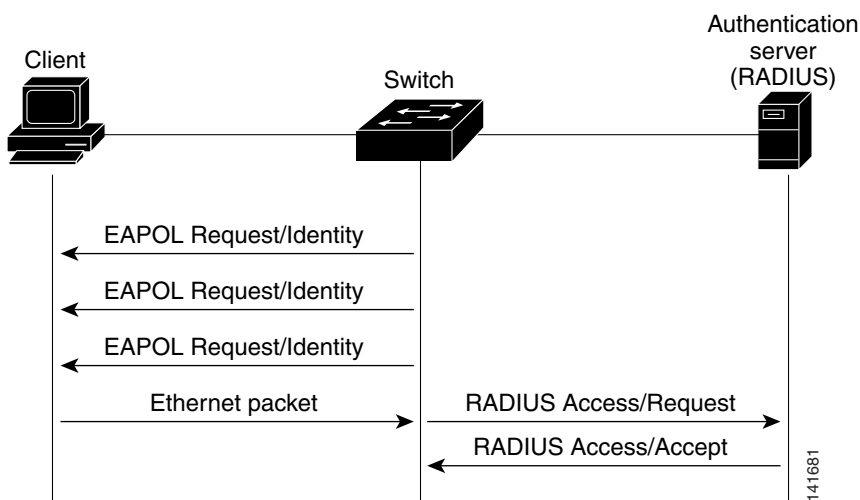 Authentication
server
(RADIUS)
Client
Switch
EAPOL Request/Identity
EAPOL Request/Identity
EAPOL Request/Identity
Ethernet packet
RADIUS Access/Request
RADIUS Access/Accept
141681